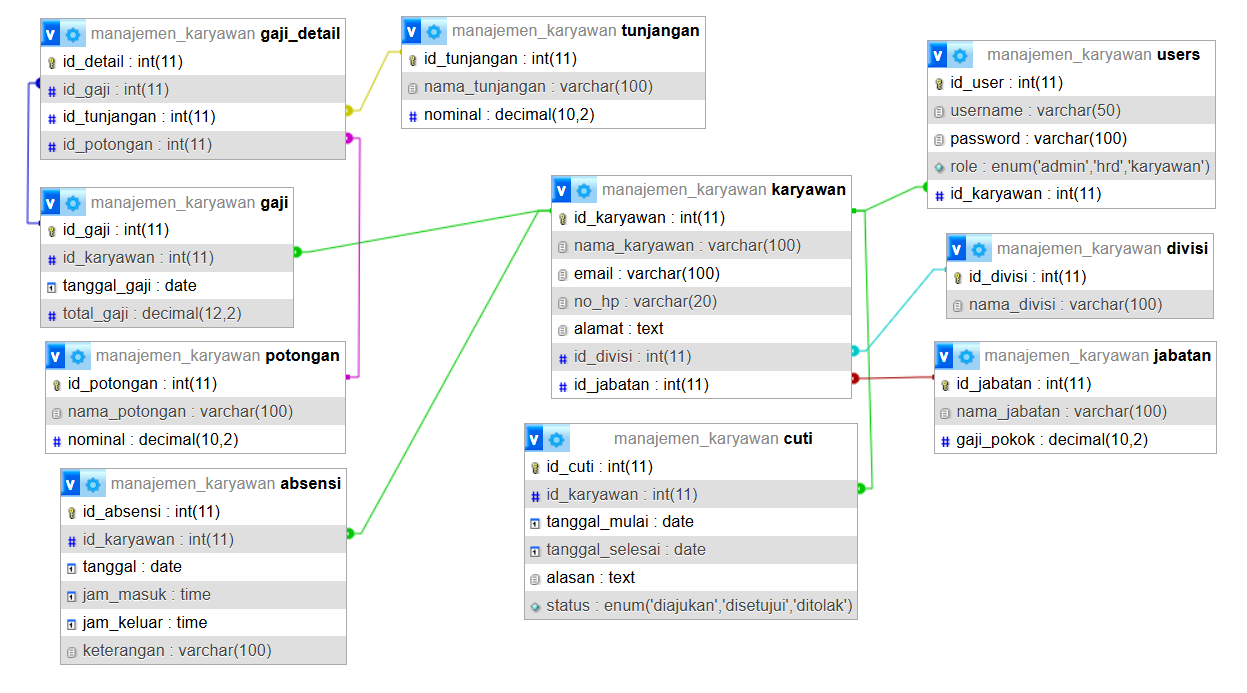 manajemen_karyawan gaji_detail
id_detail : int(11)
id_gaji : int(11)
id_tunjangan : int(11)
id_potongan : int(11)
manajemen_karyawan tunjangan
id_tunjangan : int(11)
nama_tunjangan : varchar(100)
nominal : decimal(10,2)
manajemen_karyawan users
id_user : int(11)
username : varchar(50)
password : varchar(100)
role : enum('admin','hrd','karyawan')
id_karyawan : int(11)
manajemen_karyawan gaji
id_gaji : int(11)
id_karyawan : int(11)
tanggal_gaji : date
total_gaji : decimal(12,2)
manajemen_karyawan karyawan
id_karyawan : int(11)
nama_karyawan : varchar(100)
email : varchar(100)
no_hp : varchar(20)
alamat : text
id_divisi : int(11)
id_jabatan : int(11)
manajemen_karyawan divisi
id_divisi : int(11)
nama_divisi : varchar(100)
manajemen_karyawan potongan
id_potongan : int(11)
nama_potongan : varchar(100)
nominal : decimal(10,2)
manajemen_karyawan jabatan
id_jabatan : int(11)
nama_jabatan : varchar(100)
gaji_pokok : decimal(10,2)
manajemen_karyawan absensi
id_absensi : int(11)
id_karyawan : int(11)
tanggal : date
jam_masuk : time
jam_keluar : time
keterangan : varchar(100)
manajemen_karyawan cuti
id_cuti : int(11)
id_karyawan : int(11)
tanggal_mulai : date
tanggal_selesai : date
alasan : text
status : enum('diajukan','disetujui','ditolak')